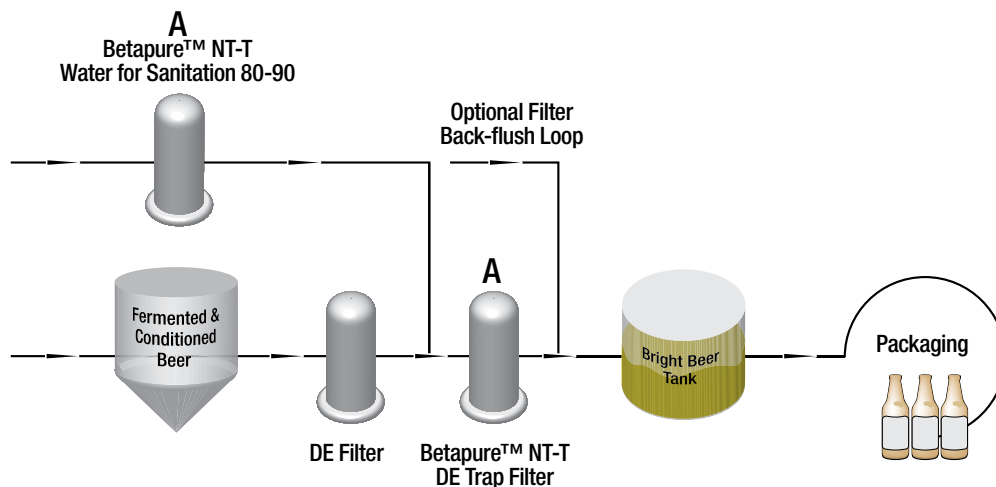 A
Betapure™ NT-T
Water for Sanitation 80-90
Optional Filter
Back-flush Loop
A
Fermented &
Conditioned
Beer
Bright Beer
Tank
Packaging
DE Filter
Betapure™ NT-T
DE Trap Filter